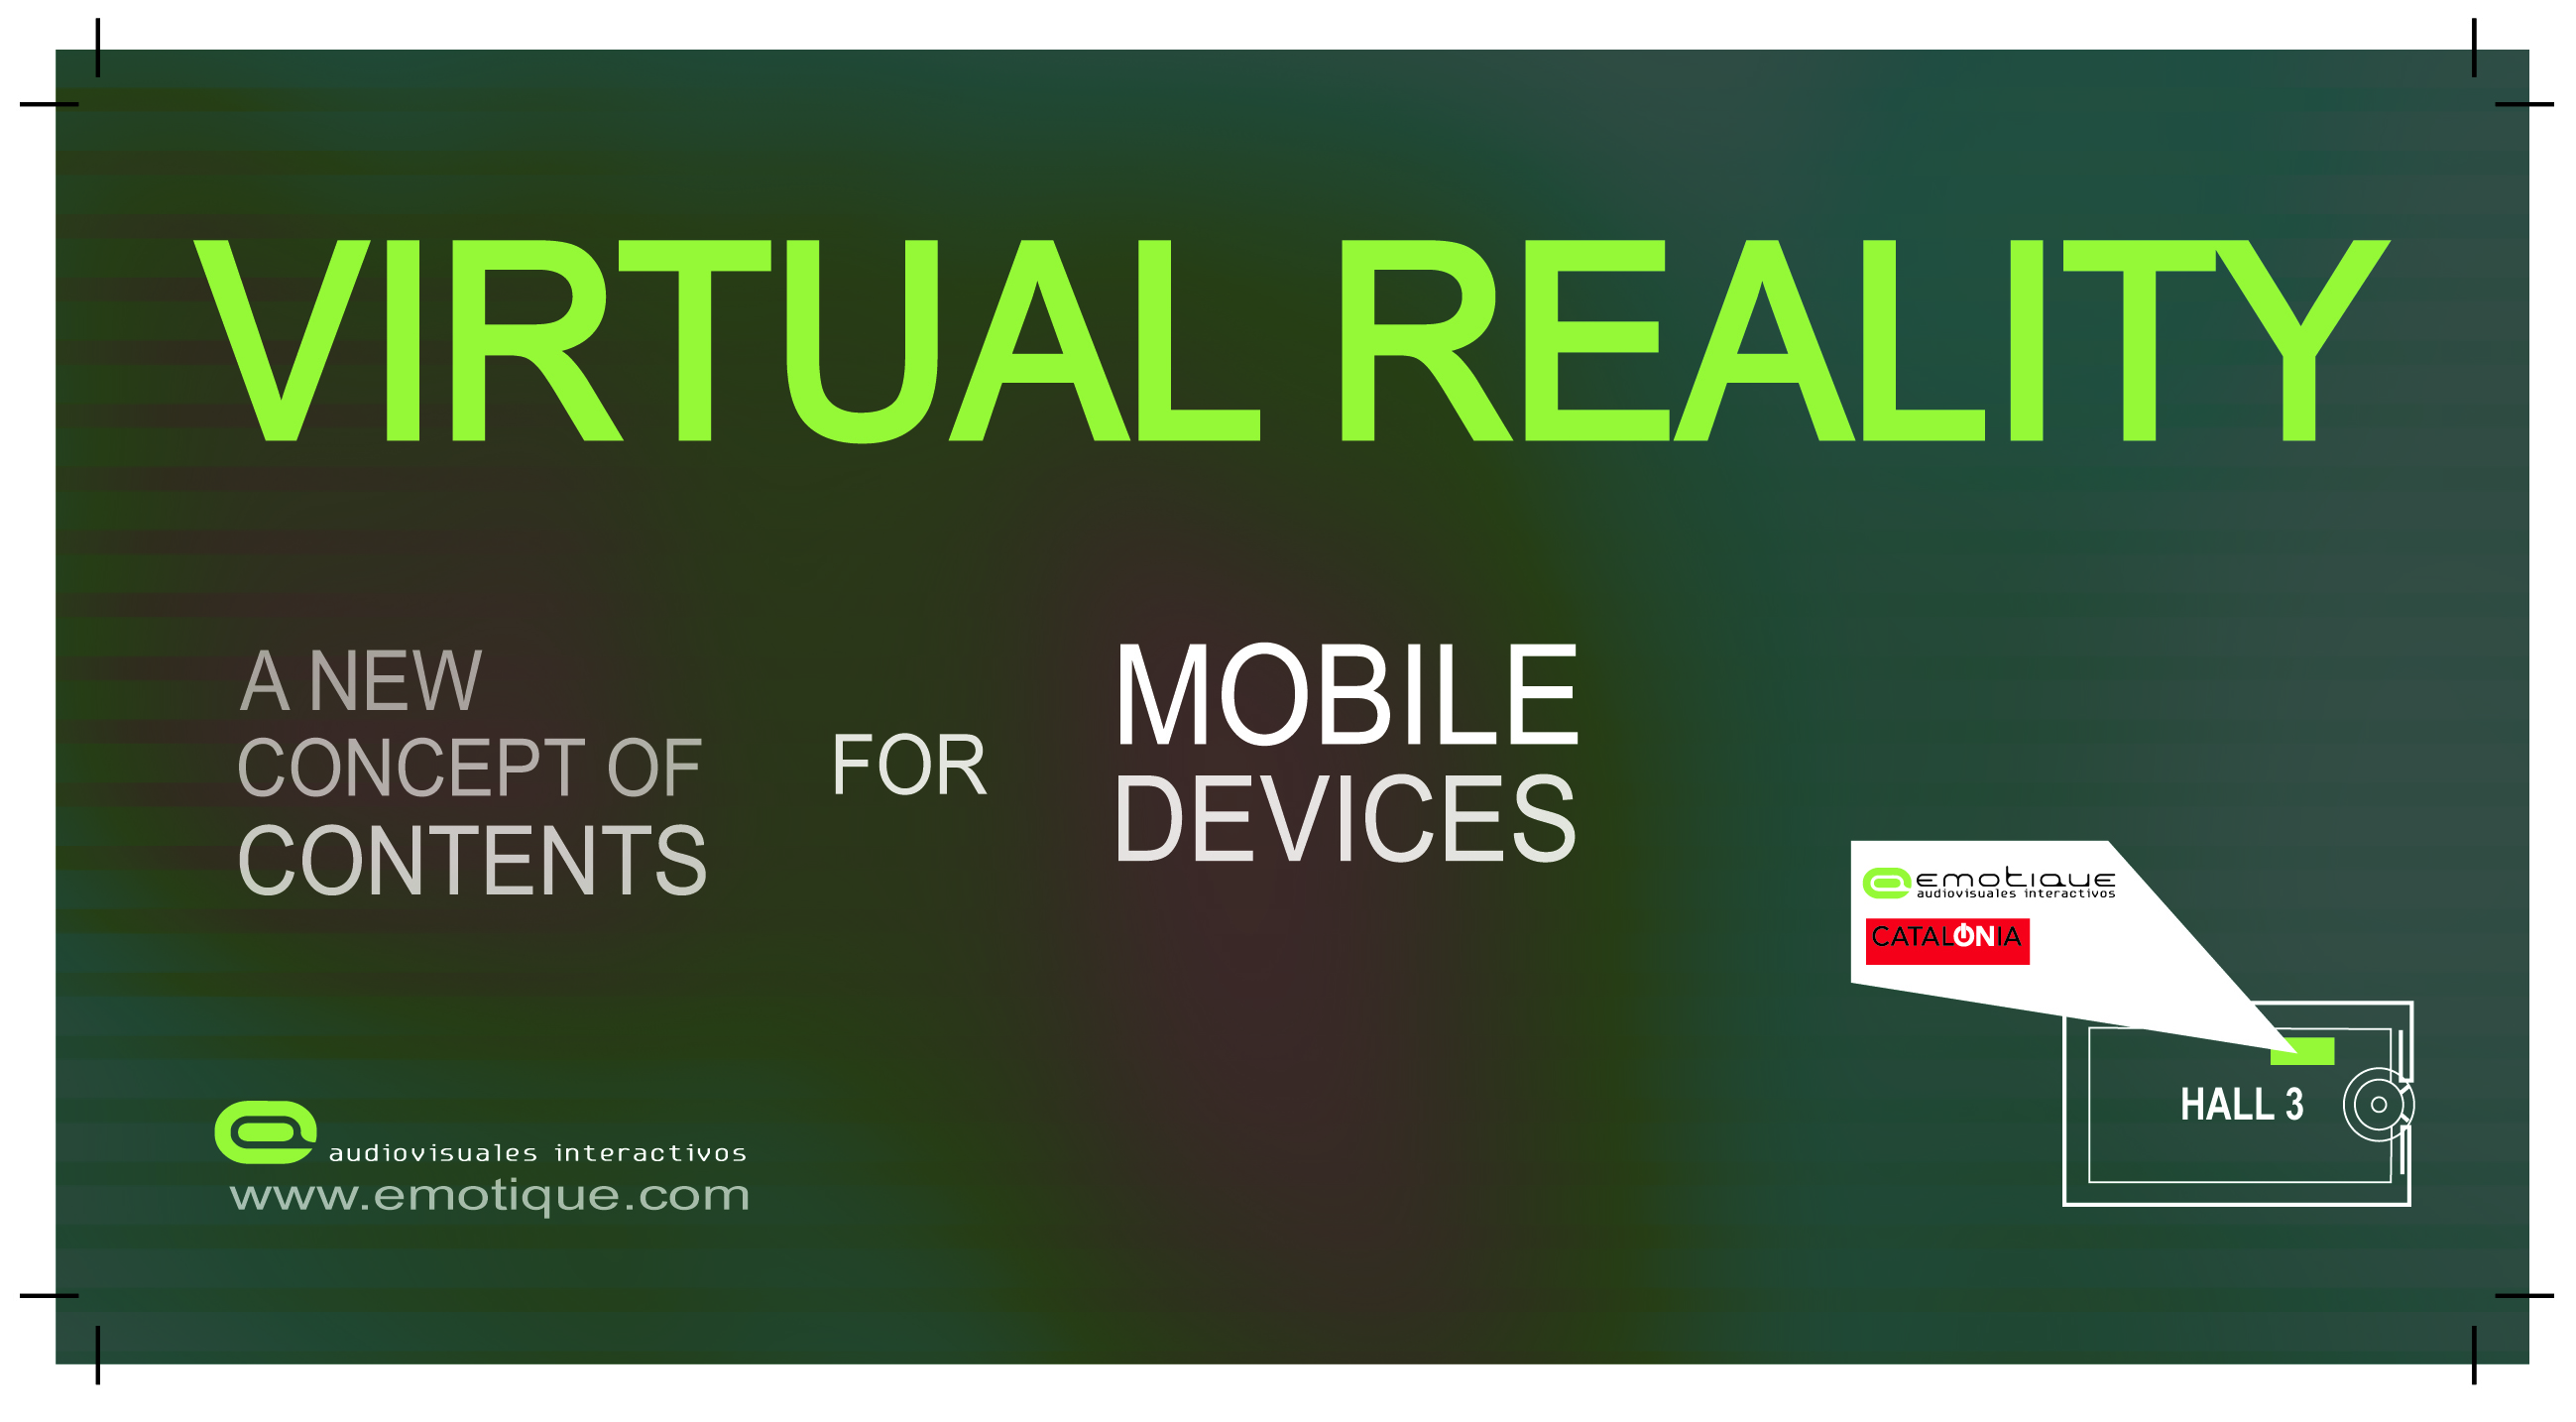 VIRTUAL REALITY
A NEW
CONCEPT OF
CONTENTS
FOR
MOBILE
DEVICES
emotique
audiovisuales interactivos
CATALONIA
HALL 3
audiovisuales interactivos
www.emotique.com